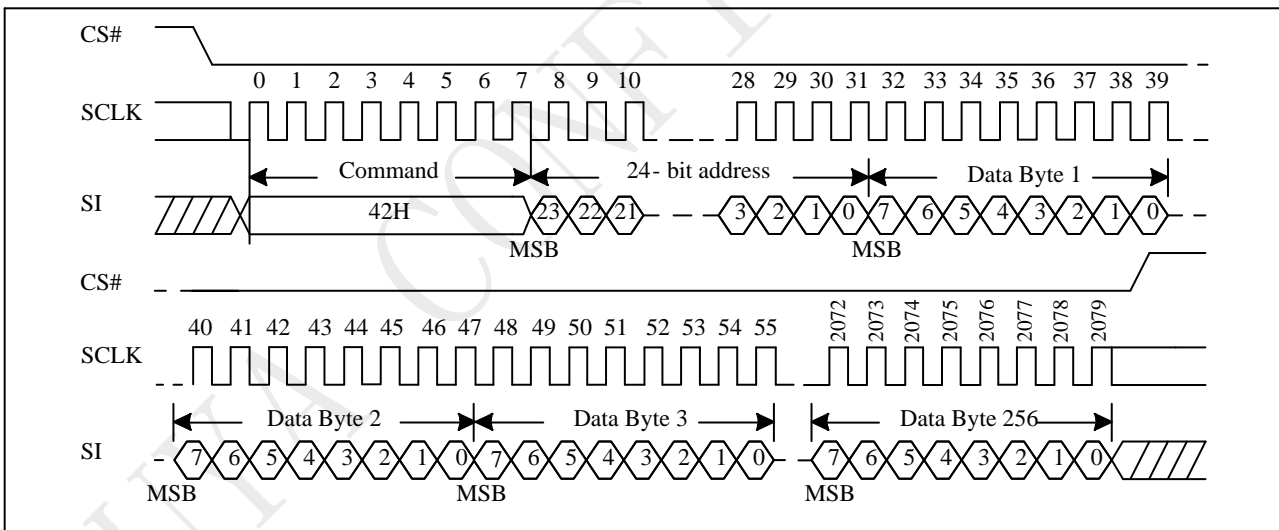 CS#
0 1 2 3 4 5 6 7 8 9 10 28 29 30 31 32 33 34 35 36 37 38 39
SCLK
Command 24- bit address Data Byte 1
SI 42H 23 22 21 3 2 1 0 7 6 5 4 3 2 1 0
MSB MSB
CS#
40 41 42 43 44 45 46 47 48 49 50 51 52 53 54 55 2072 2073 2074 2075 2076 2077 2078 2079
SCLK
Data Byte 2 Data Byte 3 Data Byte 256
SI 7 6 5 4 3 2 1 0 7 6 5 4 3 2 1 0 7 6 5 4 3 2 1 0
MSB MSB MSB